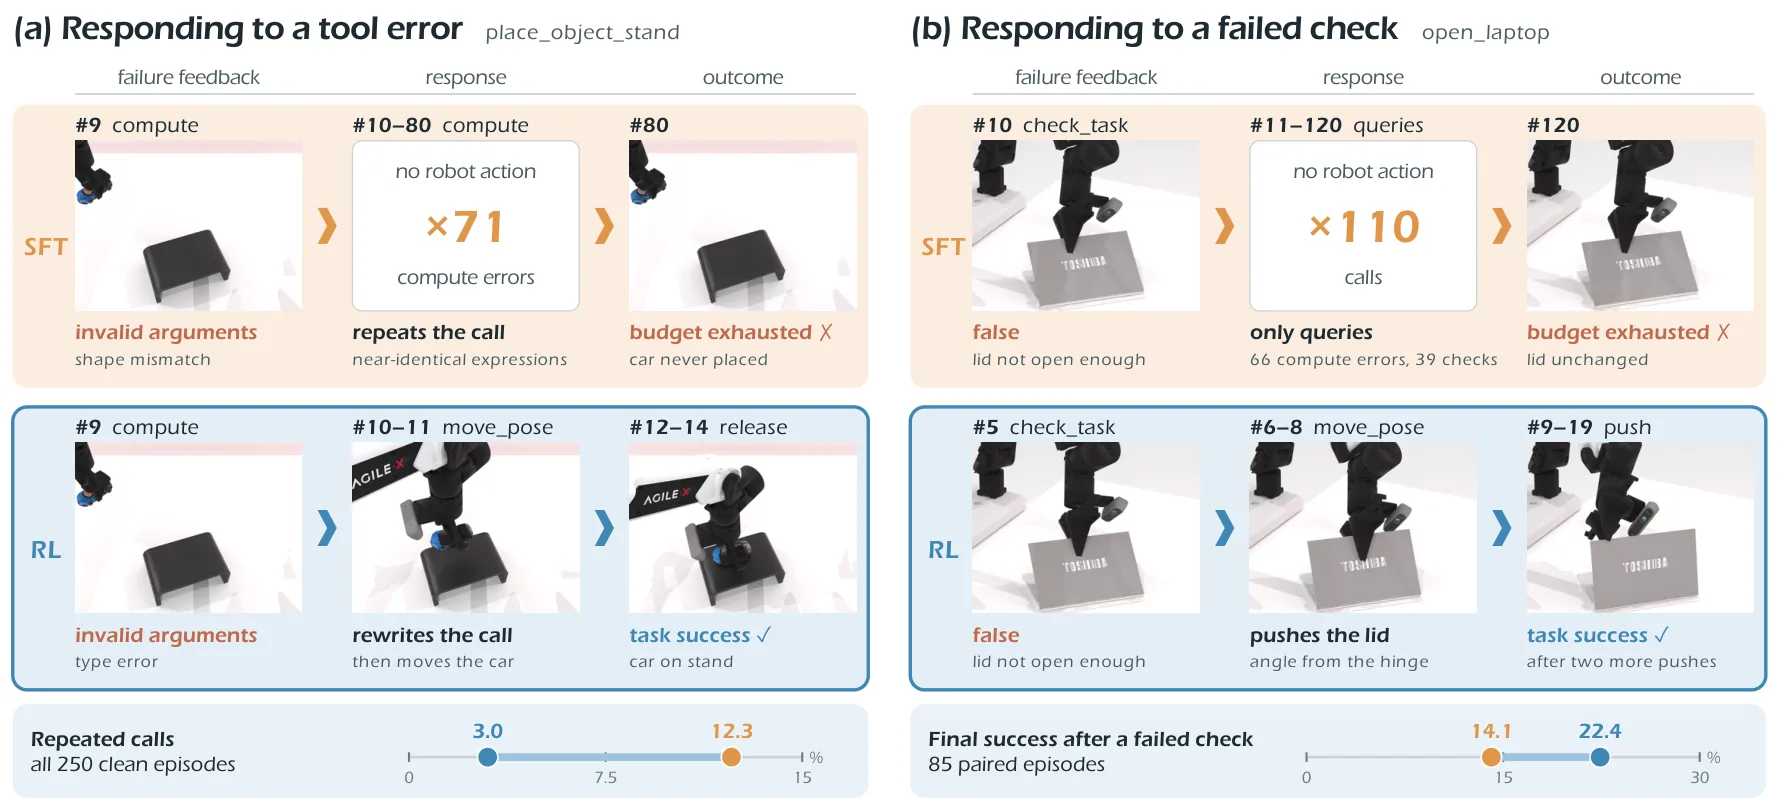 (a) Responding to a tool error place_object_stand
failure feedback response outcome
SFT
#9 compute
invalid arguments
shape mismatch
#10–80 compute
no robot action
×71
compute errors
repeats the call
near-identical expressions
#80
budget exhausted ✗
car never placed
RL
#9 compute
invalid arguments
type error
#10–11 move_pose
AGILE·X
rewrites the call
then moves the car
#12–14 release
AGILE·X
task success ✓
car on stand
Repeated calls
all 250 clean episodes
3.0 12.3
0 7.5 15 %
(b) Responding to a failed check open_laptop
failure feedback response outcome
SFT
#10 check_task
TOSHIBA
false
lid not open enough
#11–120 queries
no robot action
×110
calls
only queries
66 compute errors, 39 checks
#120
TOSHIBA
budget exhausted ✗
lid unchanged
RL
#5 check_task
TOSHIBA
false
lid not open enough
#6–8 move_pose
TOSHIBA
pushes the lid
angle from the hinge
#9–19 push
TOSHIBA
task success ✓
after two more pushes
Final success after a failed check
85 paired episodes
14.1 22.4
0 15 30 %